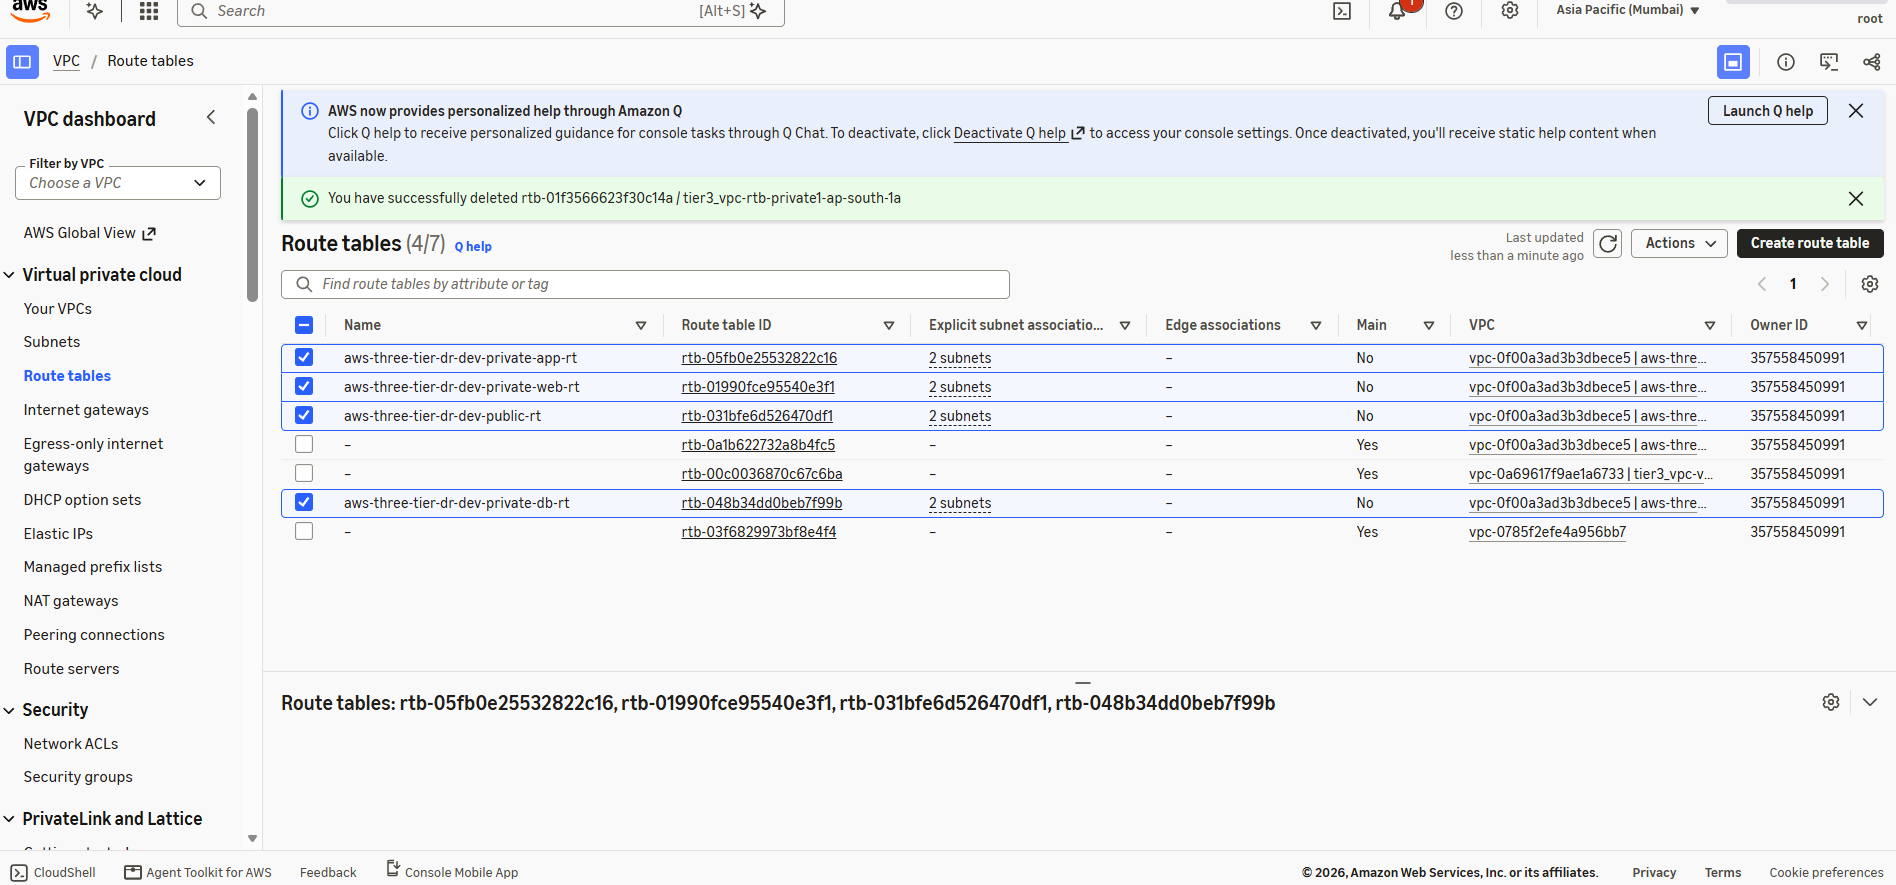 aws
Search
[Alt+S]
1
Asia Pacific (Mumbai)
root
VPC / Route tables
VPC dashboard
Filter by VPC
Choose a VPC
AWS Global View
Virtual private cloud
Your VPCs
Subnets
Route tables
Internet gateways
Egress-only internet
gateways
DHCP option sets
Elastic IPs
Managed prefix lists
NAT gateways
Peering connections
Route servers
Security
Network ACLs
Security groups
PrivateLink and Lattice
AWS now provides personalized help through Amazon Q
Click Q help to receive personalized guidance for console tasks through Q Chat. To deactivate, click Deactivate Q help to access your console settings. Once deactivated, you'll receive static help content when
available.
Launch Q help
You have successfully deleted rtb-01f3566623f30c14a / tier3_vpc-rtb-private1-ap-south-1a
Route tables (4/7) Q help
Last updated
less than a minute ago
Actions
Create route table
Find route tables by attribute or tag
1
Name Route table ID Explicit subnet associatio... Edge associations Main VPC Owner ID
aws-three-tier-dr-dev-private-app-rt rtb-05fb0e25532822c16 2 subnets – No vpc-0f00a3ad3b3dbece5 | aws-thre... 357558450991
aws-three-tier-dr-dev-private-web-rt rtb-01990fce95540e3f1 2 subnets – No vpc-0f00a3ad3b3dbece5 | aws-thre... 357558450991
aws-three-tier-dr-dev-public-rt rtb-031bfe6d526470df1 2 subnets – No vpc-0f00a3ad3b3dbece5 | aws-thre... 357558450991
– rtb-0a1b622732a8b4fc5 – – Yes vpc-0f00a3ad3b3dbece5 | aws-thre... 357558450991
– rtb-00c0036870c67c6ba – – Yes vpc-0a69617f9ae1a6733 | tier3_vpc-v... 357558450991
aws-three-tier-dr-dev-private-db-rt rtb-048b34dd0beb7f99b 2 subnets – No vpc-0f00a3ad3b3dbece5 | aws-thre... 357558450991
– rtb-03f6829973bf8e4f4 – – Yes vpc-0785f2efe4a956bb7 357558450991
Route tables: rtb-05fb0e25532822c16, rtb-01990fce95540e3f1, rtb-031bfe6d526470df1, rtb-048b34dd0beb7f99b
CloudShell Agent Toolkit for AWS Feedback Console Mobile App
© 2026, Amazon Web Services, Inc. or its affiliates. Privacy Terms Cookie preferences